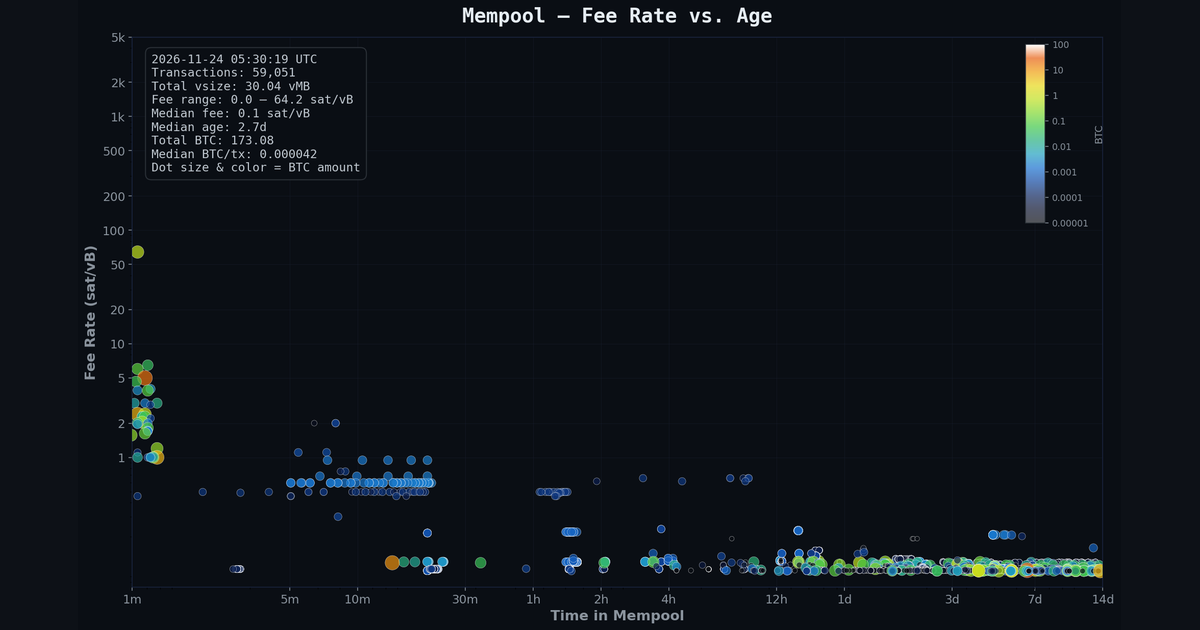 Mempool — Fee Rate vs. Age
2026-11-24 05:30:19 UTC
Transactions: 59,051
Total vsize: 30.04 vMB
Fee range: 0.0 – 64.2 sat/vB
Median fee: 0.1 sat/vB
Median age: 2.7d
Total BTC: 173.08
Median BTC/tx: 0.000042
Dot size & color = BTC amount
5k
2k
1k
500
200
100
50
20
10
5
2
1
Fee Rate (sat/vB)
100
10
1
0.1
0.01
0.001
0.0001
0.00001
BTC
1m 5m 10m 30m 1h 2h 4h 12h 1d 3d 7d 14d
Time in Mempool